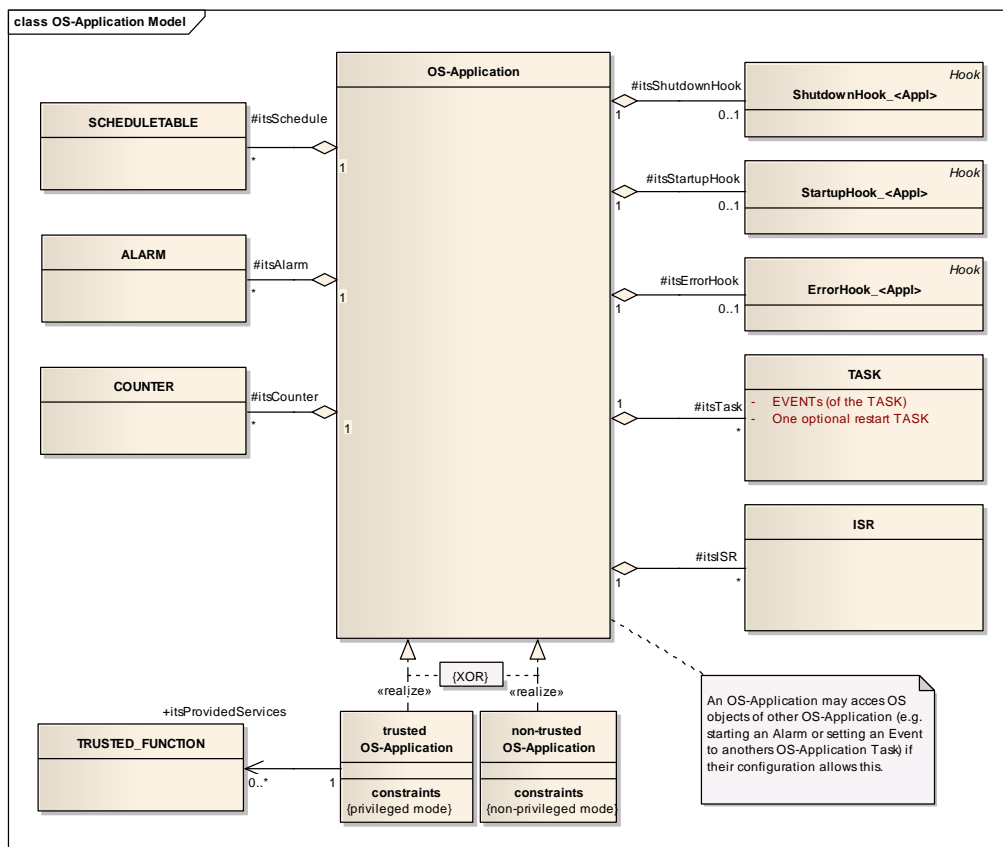 class OS-Application Model
OS-Application
SCHEDULETABLE
#itsSchedule
*
1
ALARM
#itsAlarm
*
1
COUNTER
#itsCounter
*
1
#itsShutdownHook
1
0..1
Hook
ShutdownHook_<Appl>
#itsStartupHook
1
0..1
Hook
StartupHook_<Appl>
#itsErrorHook
1
0..1
Hook
ErrorHook_<Appl>
1
#itsTask
*
TASK
- EVENTs (of the TASK)
- One optional restart TASK
#itsISR
1
*
ISR
{XOR}
«realize»
«realize»
+itsProvidedServices
TRUSTED_FUNCTION
0..*
1
trusted
OS-Application
constraints
{privileged mode}
non-trusted
OS-Application
constraints
{non-privileged mode}
An OS-Application may acces OS
objects of other OS-Application (e.g.
starting an Alarm or setting an Event
to anothers OS-Application Task) if
their configuration allows this.